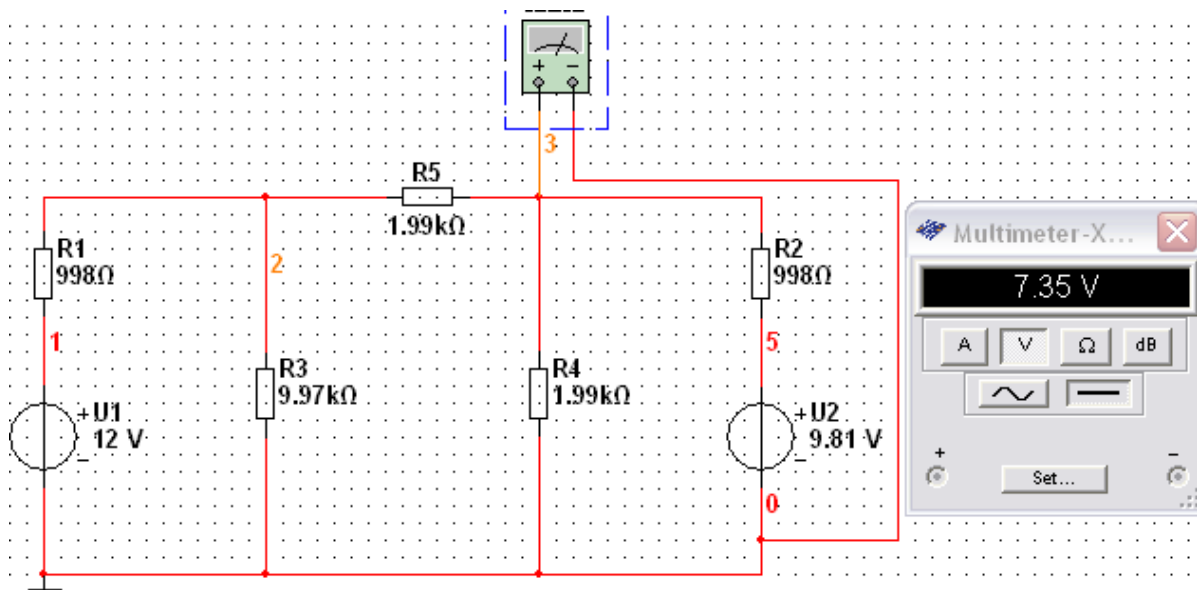 + −
3
R5
1.99kΩ
R1
998Ω
2
R2
998Ω
1
5
R3
9.97kΩ
R4
1.99kΩ
+ U1
12 V
−
+ U2
9.81 V
−
0
Multimeter-X...
7.35 V
A V Ω dB
+ −
Set...